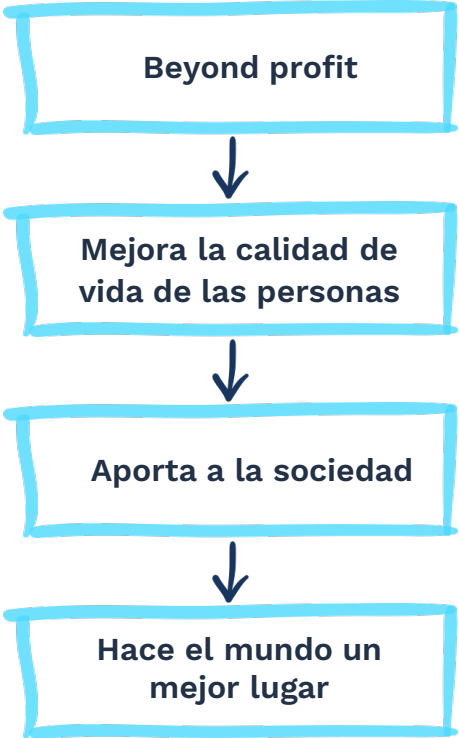 Beyond profit
Mejora la calidad de
vida de las personas
Aporta a la sociedad
Hace el mundo un
mejor lugar